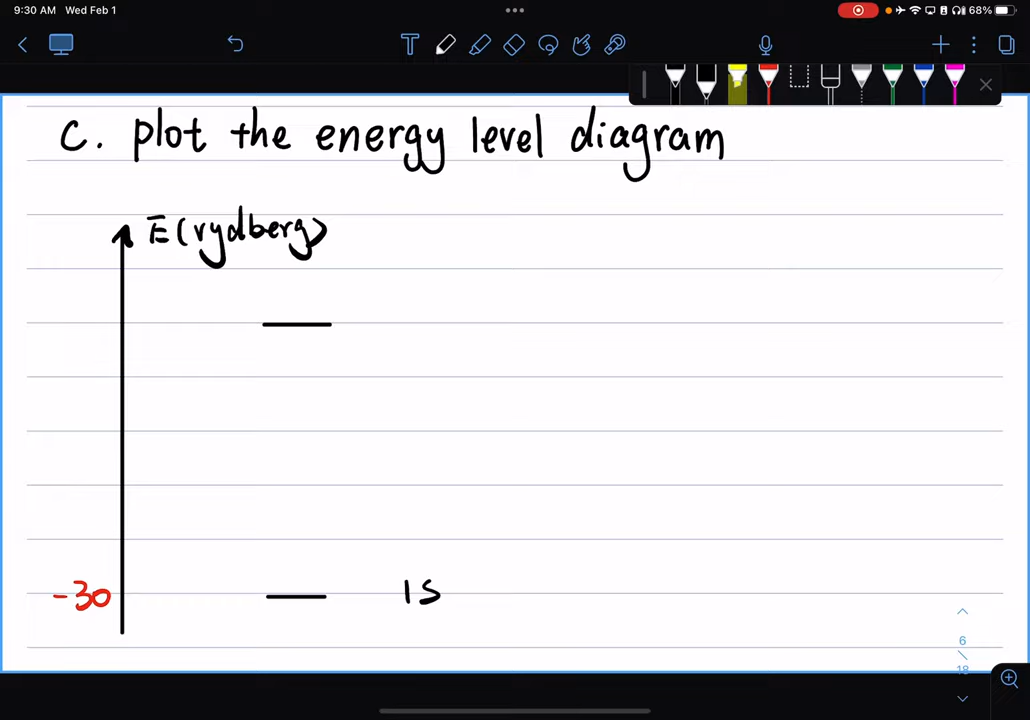 9:30 AM Wed Feb 1
68%
T
C. plot the energy level diagram
E(rydberg)
-30
1S
6
18